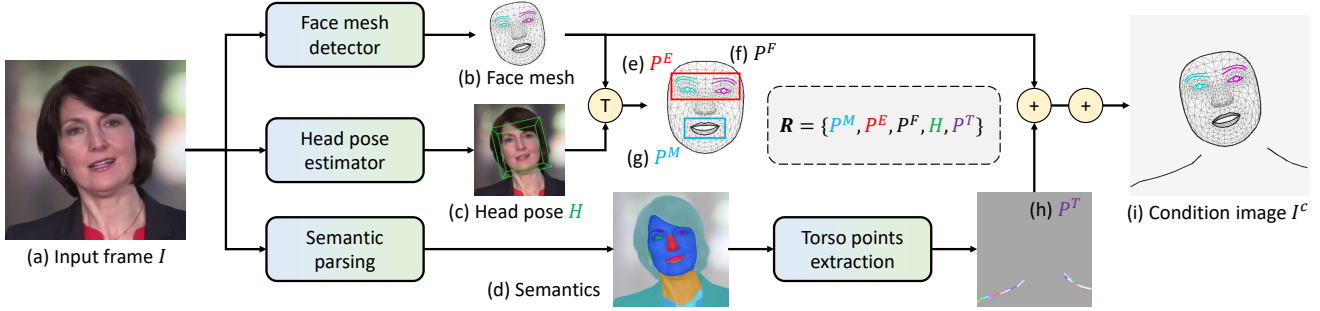 Face mesh
detector
(b) Face mesh
(e) P^E
(f) P^F
T
+
+
Head pose
estimator
R = {P^M, P^E, P^F, H, P^T}
(g) P^M
(c) Head pose H
(h) P^T
(i) Condition image I^c
(a) Input frame I
Semantic
parsing
Torso points
extraction
(d) Semantics